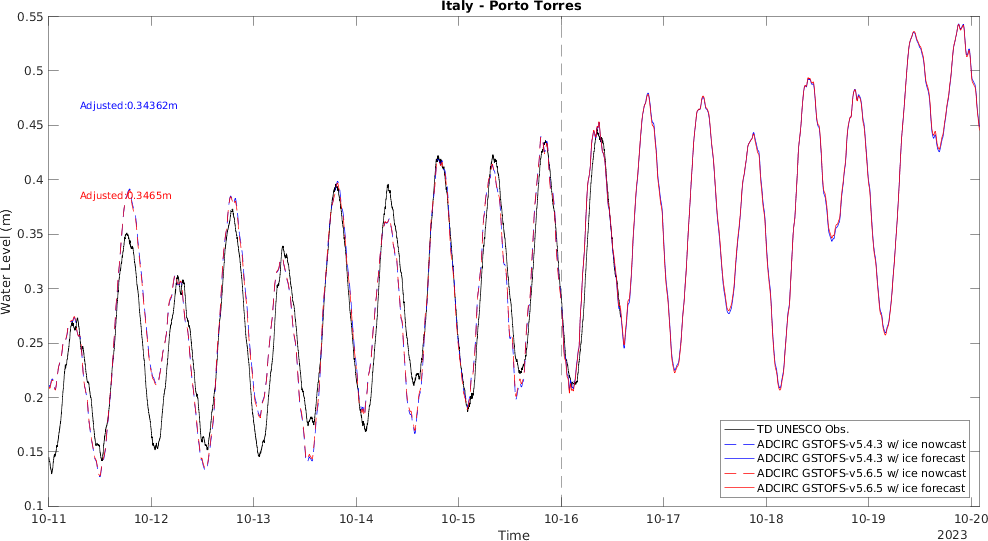 Italy - Porto Torres
0.55
0.5
0.45
0.4
0.35
0.3
0.25
0.2
0.15
0.1
Water Level (m)
Adjusted:0.34362m
Adjusted:0.3465m
TD UNESCO Obs.
ADCIRC GSTOFS-v5.4.3 w/ ice nowcast
ADCIRC GSTOFS-v5.4.3 w/ ice forecast
ADCIRC GSTOFS-v5.6.5 w/ ice nowcast
ADCIRC GSTOFS-v5.6.5 w/ ice forecast
10-11 10-12 10-13 10-14 10-15 10-16 10-17 10-18 10-19 10-20
Time
2023